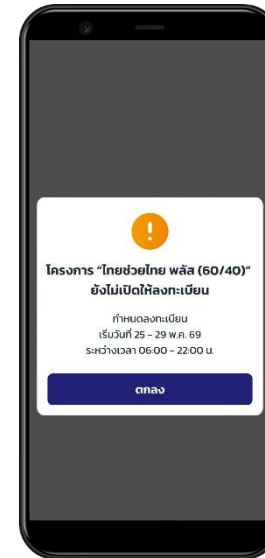 โครงการ “ไทยช่วยไทย พลัส (60/40)”
ยังไม่เปิดให้ลงทะเบียน
กำหนดลงทะเบียน
เริ่มวันที่ 25 - 29 พ.ค. 69
ระหว่างเวลา 06:00 - 22:00 น.
ตกลง